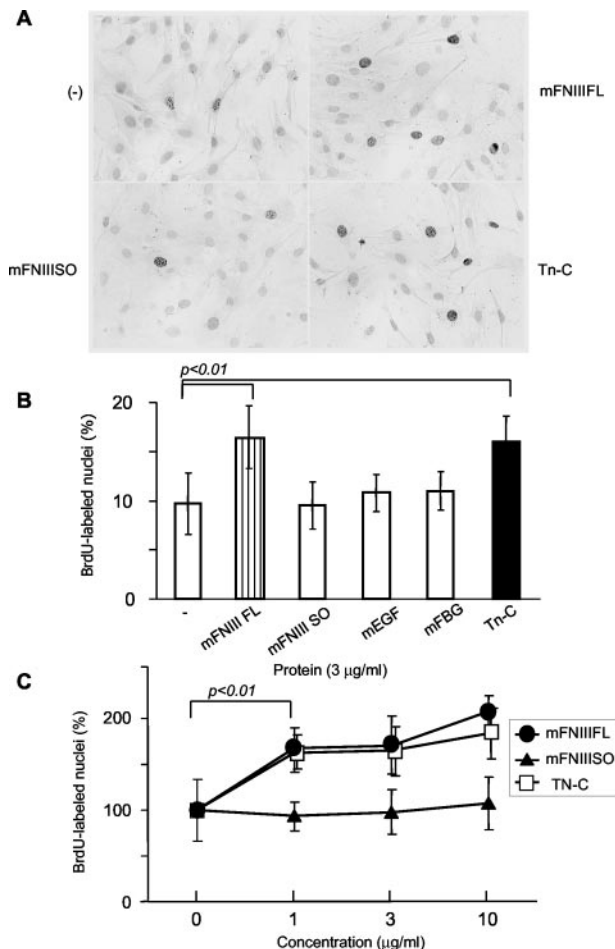 A
(-)
mFNIIIFL
mFNIIISO
Tn-C
B
p<0.01
BrdU-labeled nuclei (%)
20
10
0
-
mFNIII FL
mFNIII SO
mEGF
mFBG
Tn-C
Protein (3 μg/ml)
C
p<0.01
BrdU-labeled nuclei (%)
200
100
0
0
1
3
10
Concentration (μg/ml)
mFNIIIFL
mFNIIISO
TN-C